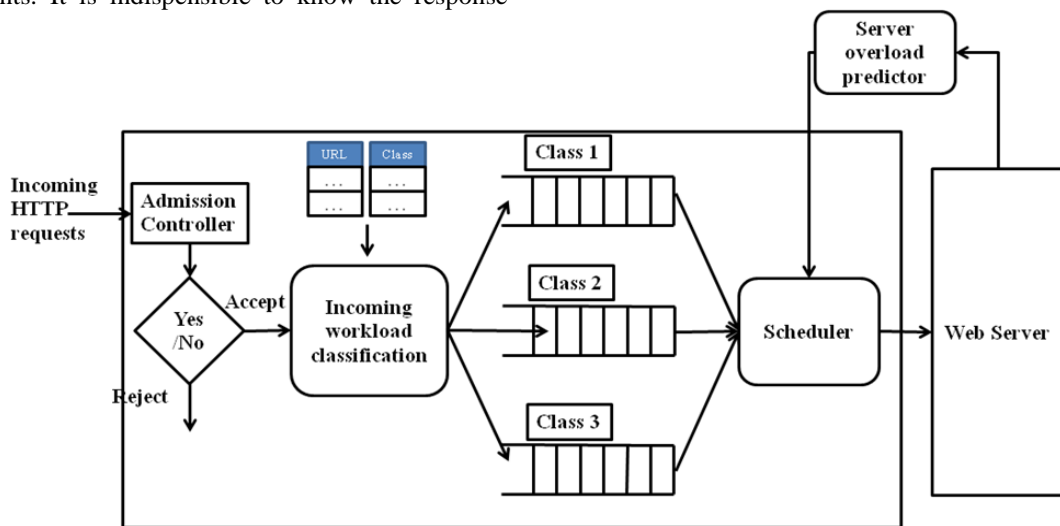 nts. It is indispensible to know the response
Server
overload
predictor
URL
Class
...
...
...
...
Class 1
Incoming
HTTP
requests
Admission
Controller
Accept
Yes
/No
Reject
Incoming
workload
classification
Class 2
Class 3
Scheduler
Web Server